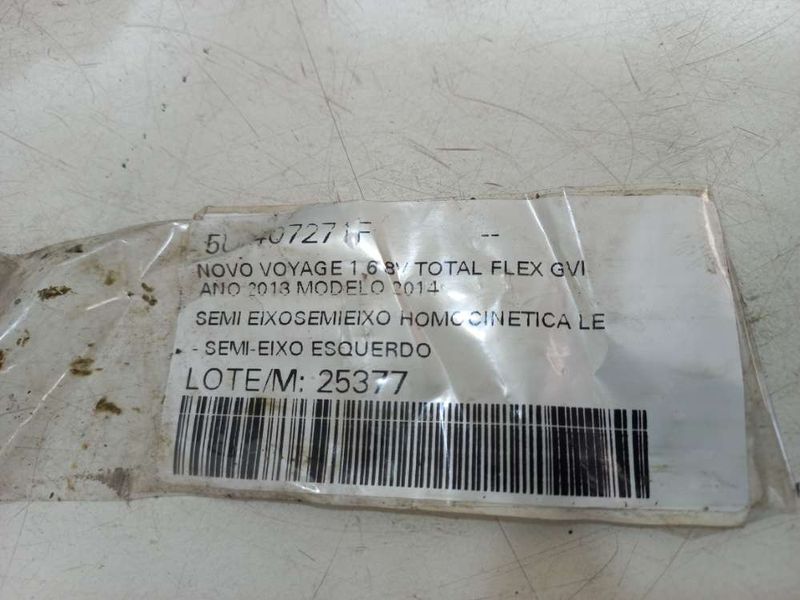 --
NOVO VOYAGE 1.6 8V TOTAL FLEX GVI
ANO 2013 MODELO 2014
SEMI EIXOSEMIEIXO HOMOCINETICA LE
- SEMI-EIXO ESQUERDO
LOTE/M: 25377